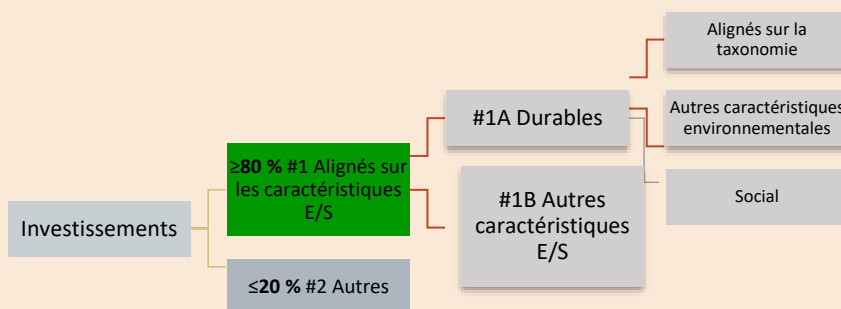 Investissements
≥80 % #1 Alignés sur
les caractéristiques
E/S
≤20 % #2 Autres
#1A Durables
#1B Autres
caractéristiques
E/S
Alignés sur la
taxonomie
Autres caractéristiques
environnementales
Social